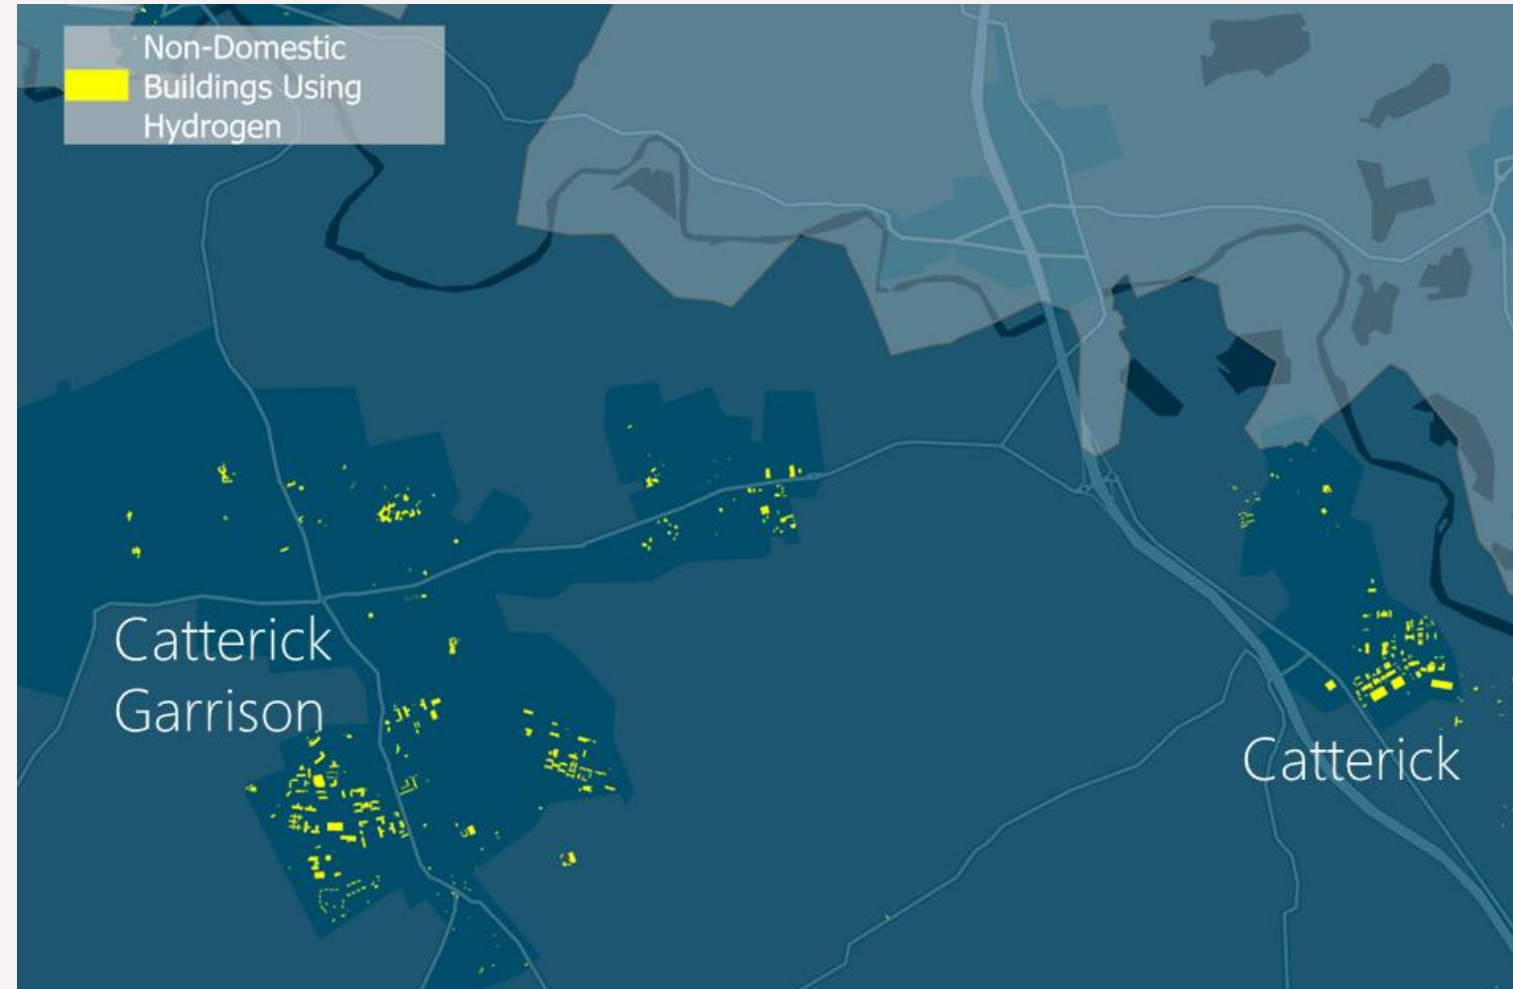 Non-Domestic
Buildings Using
Hydrogen
Catterick
Garrison
Catterick